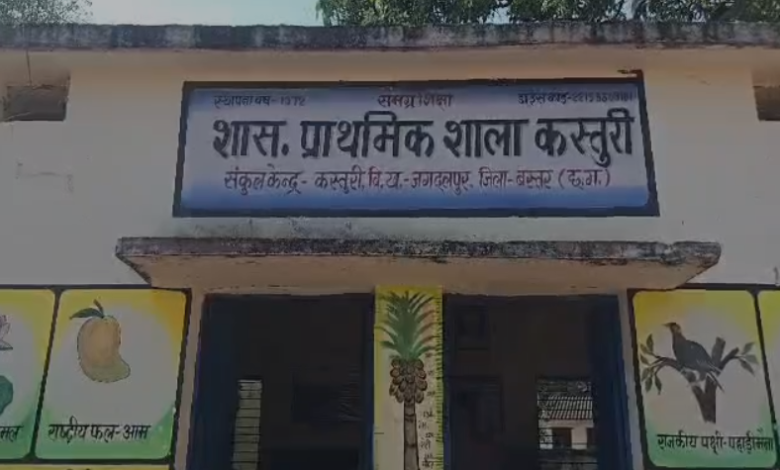 स्थापना वर्ष-1972 समग्र शिक्षा
शास. प्राथमिक शाला कस्तुरी
संकुल केन्द्र- कस्तुरी, वि.ख.-जगदलपुर, जिला-बस्तर (छ.ग.)
राष्ट्रीय फल-आम
राजकीय पक्षी-पहाड़ी मैना